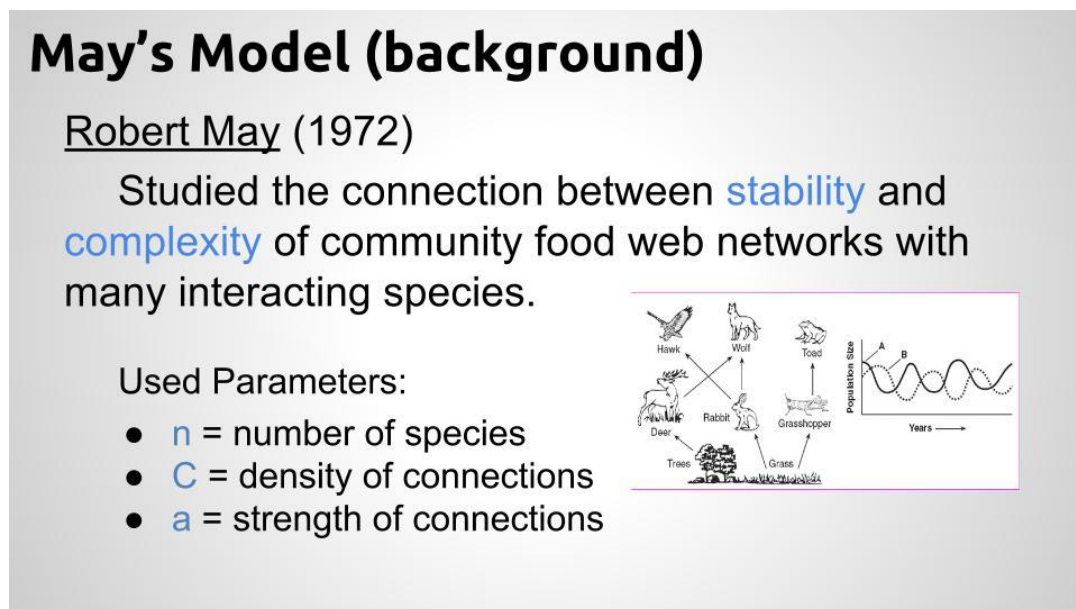 May’s Model (background)
Robert May (1972)
Studied the connection between stability and
complexity of community food web networks with
many interacting species.
Used Parameters:
● n = number of species
● C = density of connections
● a = strength of connections
Hawk
Wolf
Toad
Deer
Rabbit
Grasshopper
Trees
Grass
Population Size
A
B
Years